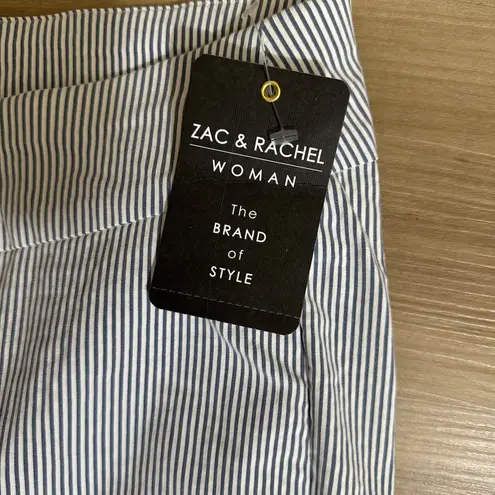 ZAC & RACHEL
WOMAN
The
BRAND
of
STYLE